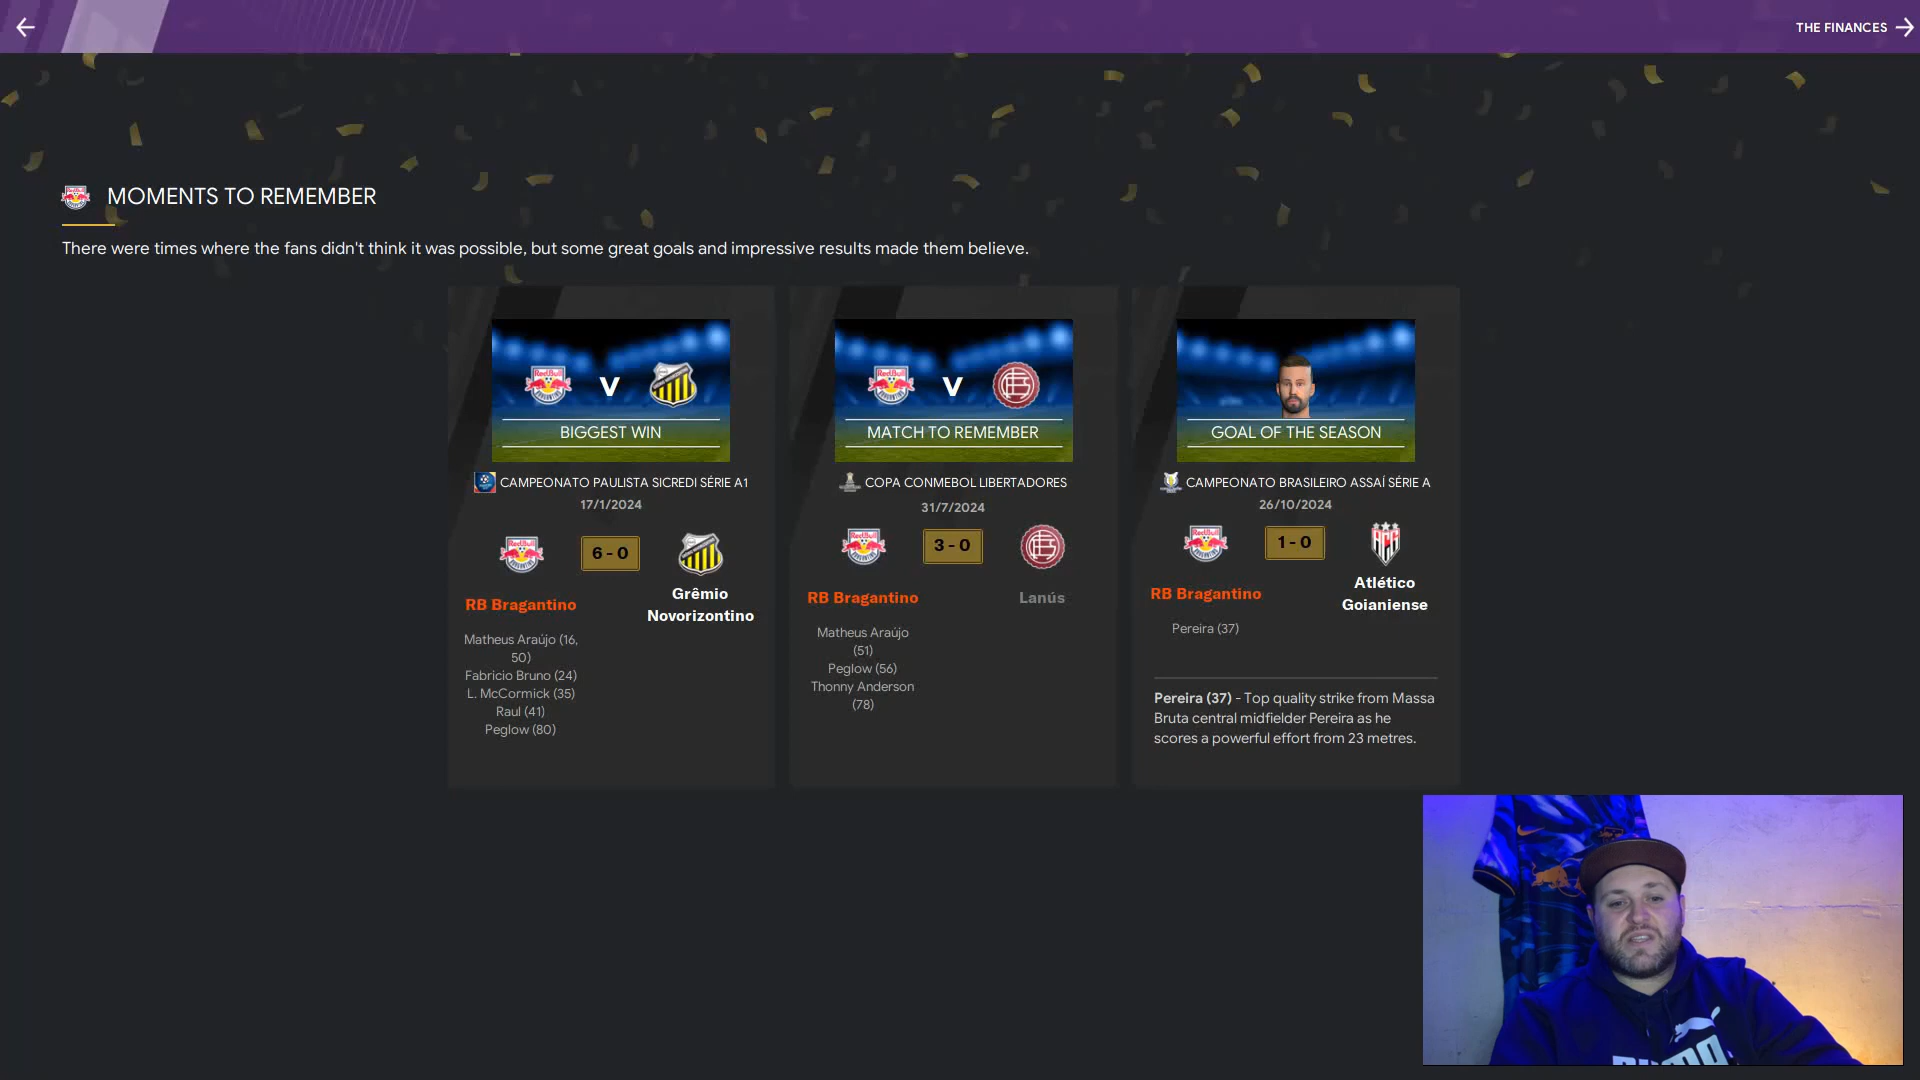 THE FINANCES
MOMENTS TO REMEMBER
There were times where the fans didn't think it was possible, but some great goals and impressive results made them believe.
V
BIGGEST WIN
CAMPEONATO PAULISTA SICREDI SÉRIE A1
17/1/2024
6 - 0
RB Bragantino
Grêmio
Novorizontino
Matheus Araújo (16,
50)
Fabricio Bruno (24)
L. McCormick (35)
Raul (41)
Peglow (80)
V
MATCH TO REMEMBER
COPA CONMEBOL LIBERTADORES
31/7/2024
3 - 0
RB Bragantino
Lanús
Matheus Araújo
(51)
Peglow (56)
Thonny Anderson
(78)
GOAL OF THE SEASON
CAMPEONATO BRASILEIRO ASSAÍ SÉRIE A
26/10/2024
1 - 0
RB Bragantino
Atlético
Goianiense
Pereira (37)
Pereira (37) - Top quality strike from Massa
Bruta central midfielder Pereira as he
scores a powerful effort from 23 metres.
PUMA